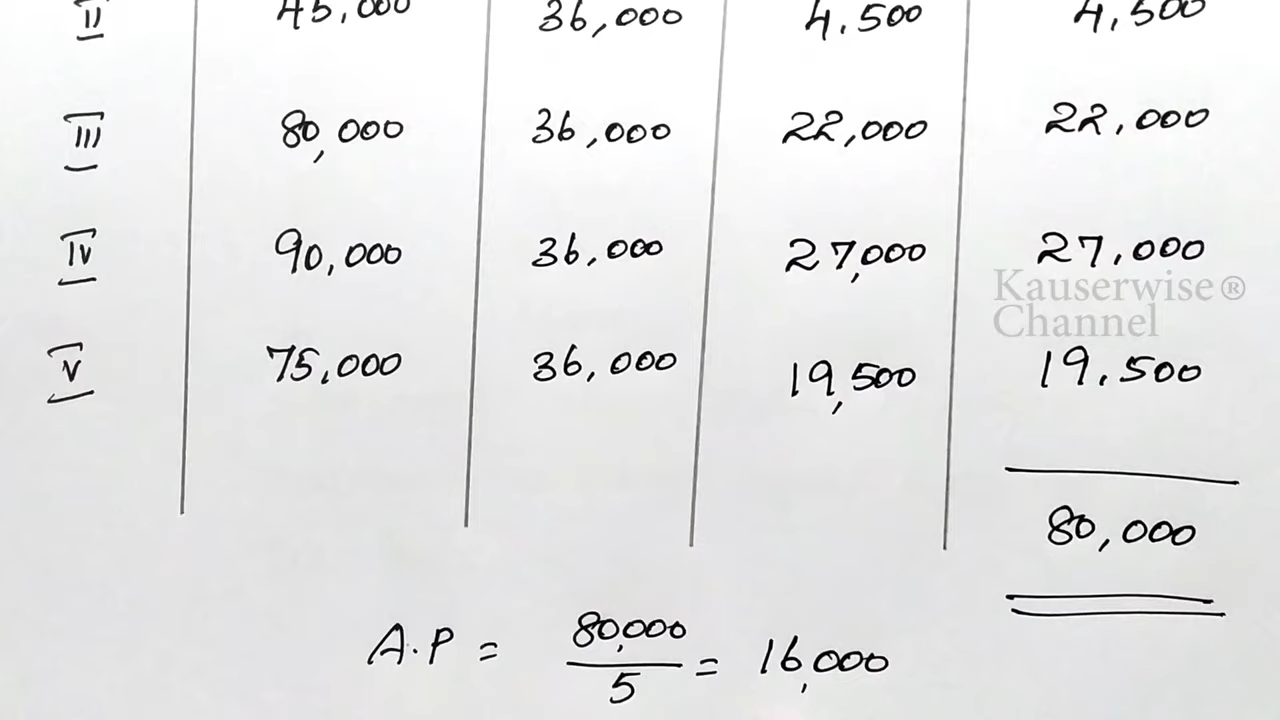 II 45,000 36,000 4.500 4,500
III 80,000 36,000 22,000 22,000
IV 90,000 36,000 27,000 27,000
Kauserwise®
Channel
V 75,000 36,000 19,500 19,500
80,000
A.P = 80,000 / 5 = 16,000